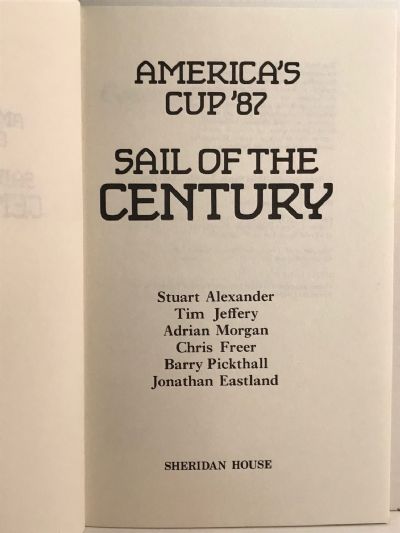 AMERICA'S
CUP '87
SAIL OF THE
CENTURY
Stuart Alexander
Tim Jeffery
Adrian Morgan
Chris Freer
Barry Pickthall
Jonathan Eastland
SHERIDAN HOUSE